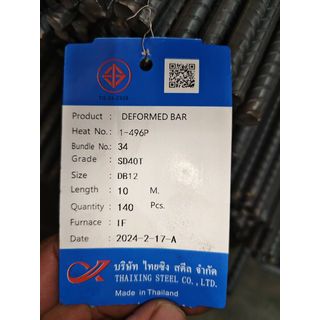 Product : DEFORMED BAR
Heat No.: 1-496P
Bundle No.: 34
Grade : SD40T
Size : DB12
Length : 10 M.
Quantity : 140 Pcs.
Furnace : IF
Date : 2024-2-17-A
บริษัท ไทยซิง สตีล จำกัด
THAIXING STEEL CO.,LTD.
Made in Thailand